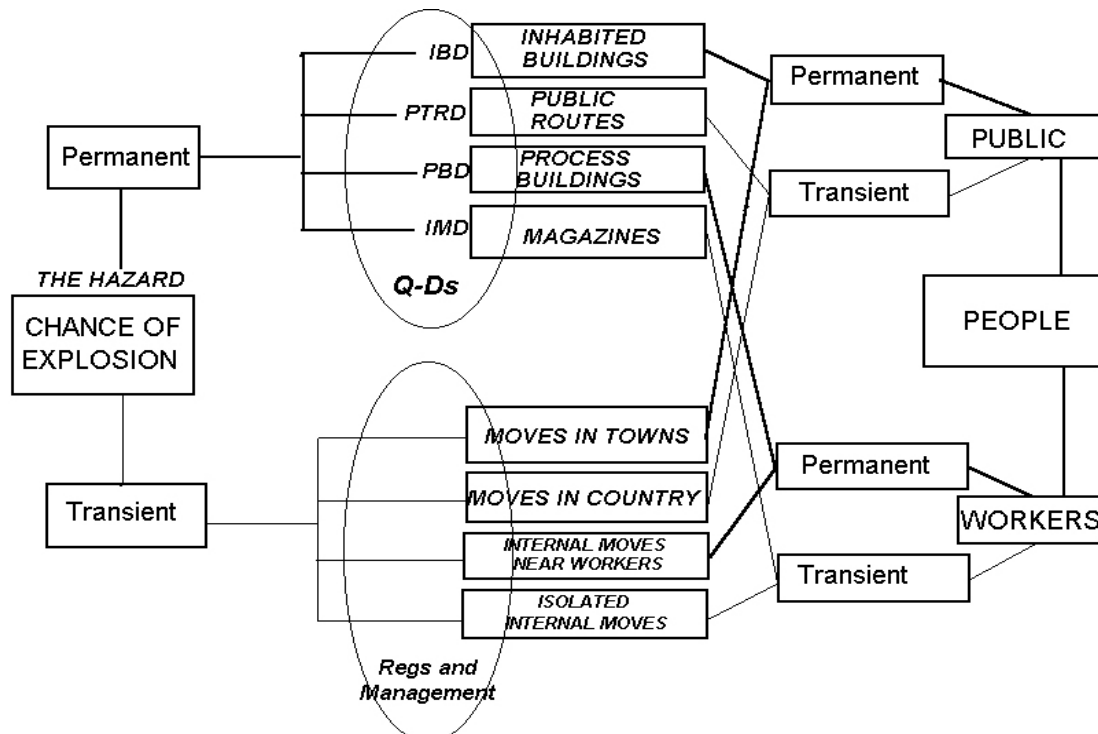 IBD
INHABITED
BUILDINGS
PTRD
PUBLIC
ROUTES
PBD
PROCESS
BUILDINGS
IMD
MAGAZINES
Q-Ds
Permanent
THE HAZARD
CHANCE OF
EXPLOSION
Transient
MOVES IN TOWNS
MOVES IN COUNTRY
INTERNAL MOVES
NEAR WORKERS
ISOLATED
INTERNAL MOVES
Regs and
Management
Permanent
Transient
PUBLIC
PEOPLE
Permanent
Transient
WORKERS